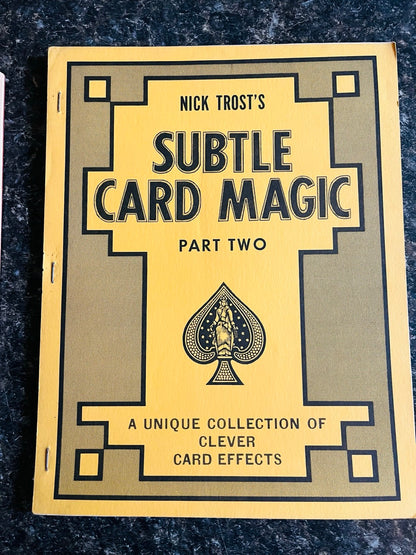 NICK TROST'S
SUBTLE
CARD MAGIC
PART TWO
A UNIQUE COLLECTION OF
CLEVER
CARD EFFECTS